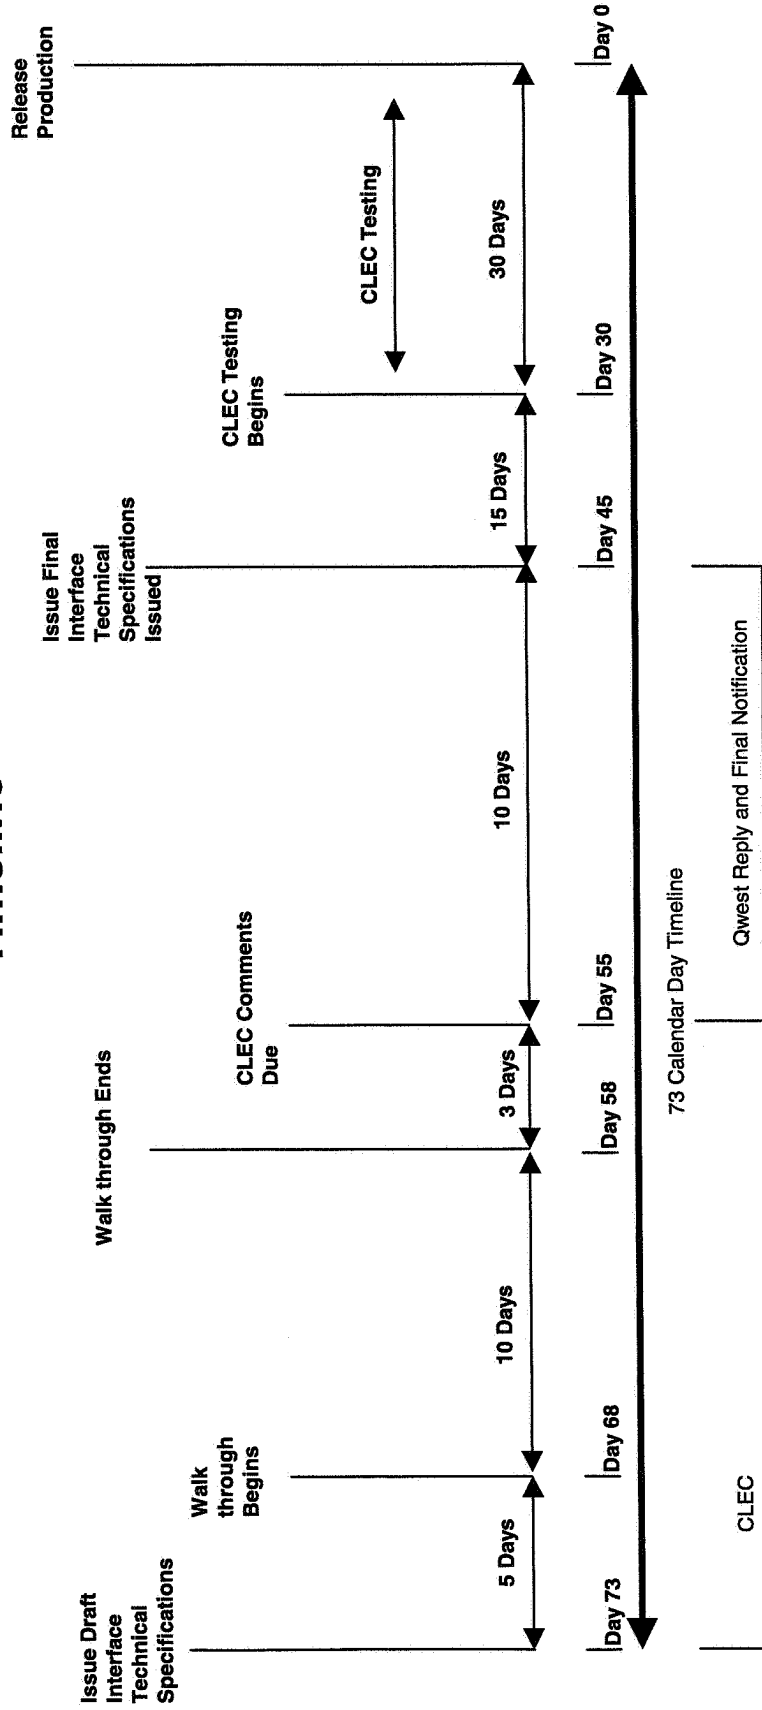 Issue Draft
Interface
Technical
Specifications
Walk
through
Begins
Walk through Ends
CLEC Comments
Due
Issue Final
Interface
Technical
Specifications
Issued
CLEC Testing
Begins
Release
Production
CLEC Testing
5 Days
10 Days
3 Days
10 Days
15 Days
30 Days
Day 73
Day 68
Day 58
Day 55
Day 45
Day 30
Day 0
73 Calendar Day Timeline
CLEC
Qwest Reply and Final Notification